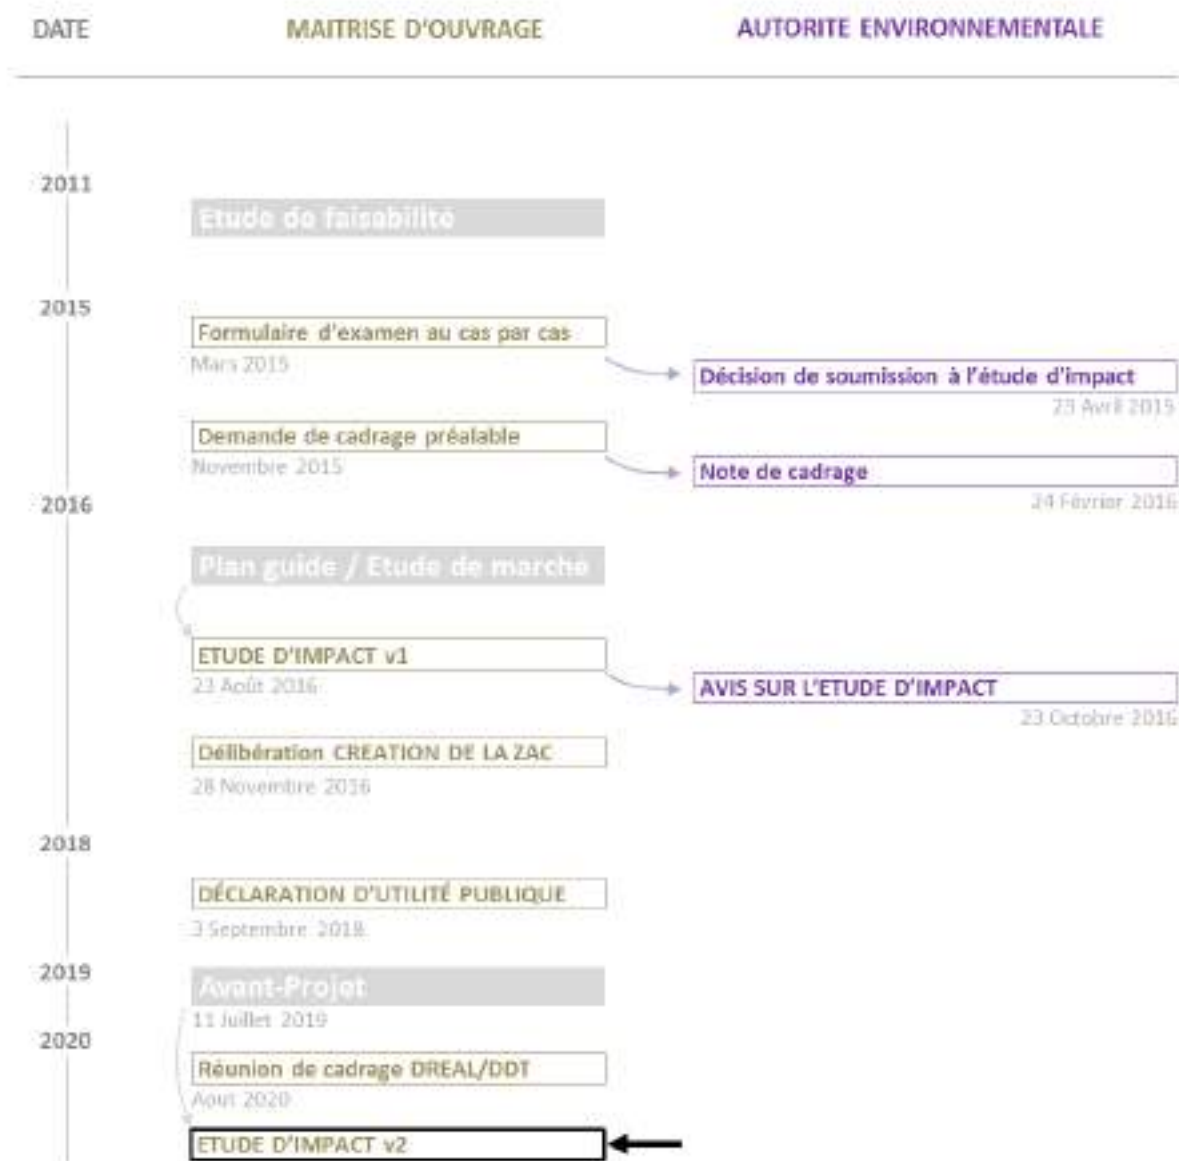 DATE MAITRISE D'OUVRAGE AUTORITE ENVIRONNEMENTALE
2011
Etude de faisabilité
2015
Formulaire d'examen au cas par cas
Mars 2015
Décision de soumission à l'étude d'impact
23 Avril 2015
Demande de cadrage préalable
Novembre 2015
Note de cadrage
24 Février 2016
2016
Plan guide / Etude de marché
ETUDE D'IMPACT v1
23 Août 2016
AVIS SUR L'ETUDE D'IMPACT
23 Octobre 2016
Délibération CREATION DE LA ZAC
28 Novembre 2016
2018
DÉCLARATION D'UTILITÉ PUBLIQUE
3 Septembre 2018
2019
Avant-Projet
11 Juillet 2019
2020
Réunion de cadrage DREAL/DDT
Aout 2020
ETUDE D'IMPACT v2